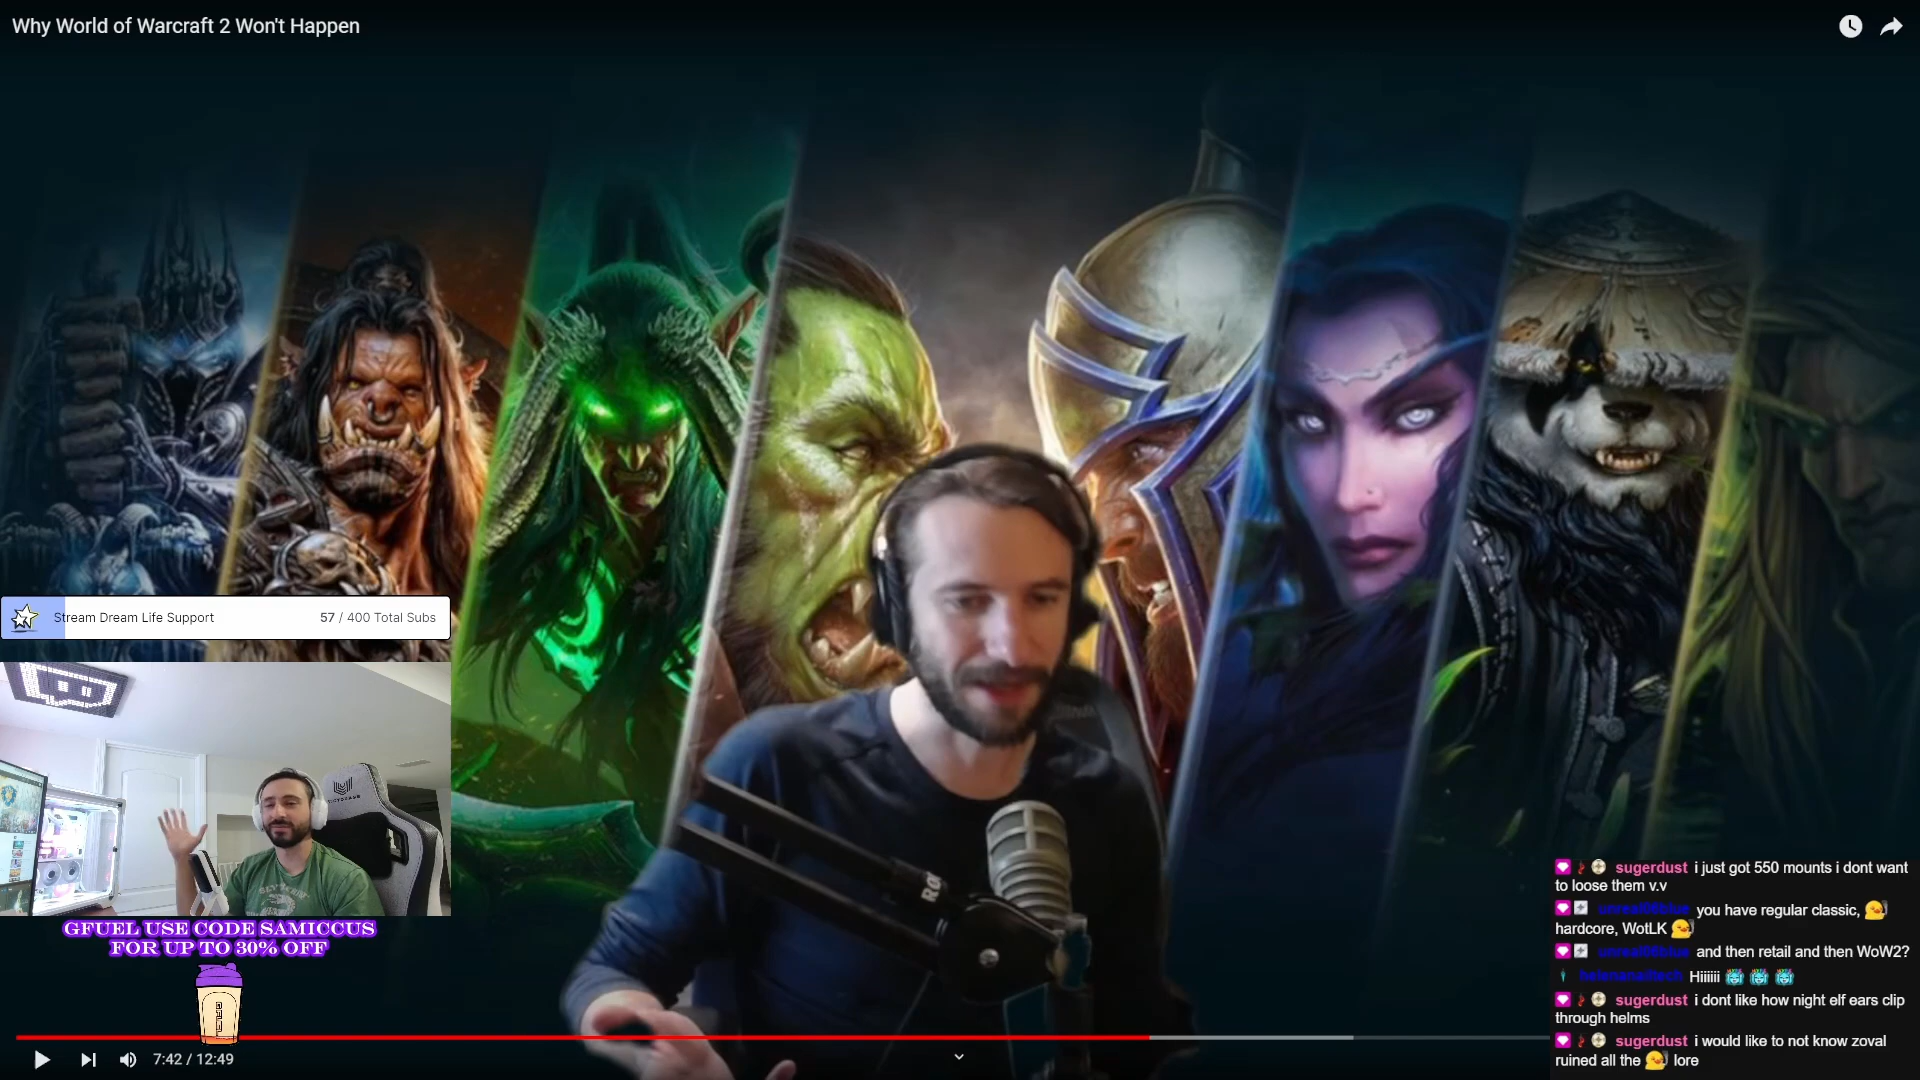 Why World of Warcraft 2 Won't Happen
Stream Dream Life Support 57 / 400 Total Subs
GFUEL USE CODE SAMICCUS
FOR UP TO 30% OFF
7:42 / 12:49
sugerdust i just got 550 mounts i dont want
to loose them v.v
you have regular classic,
hardcore, WotLK
and then retail and then WoW2?
Hiiiiii
sugerdust i dont like how night elf ears clip
through helms
sugerdust i would like to not know zoval
ruined all the lore